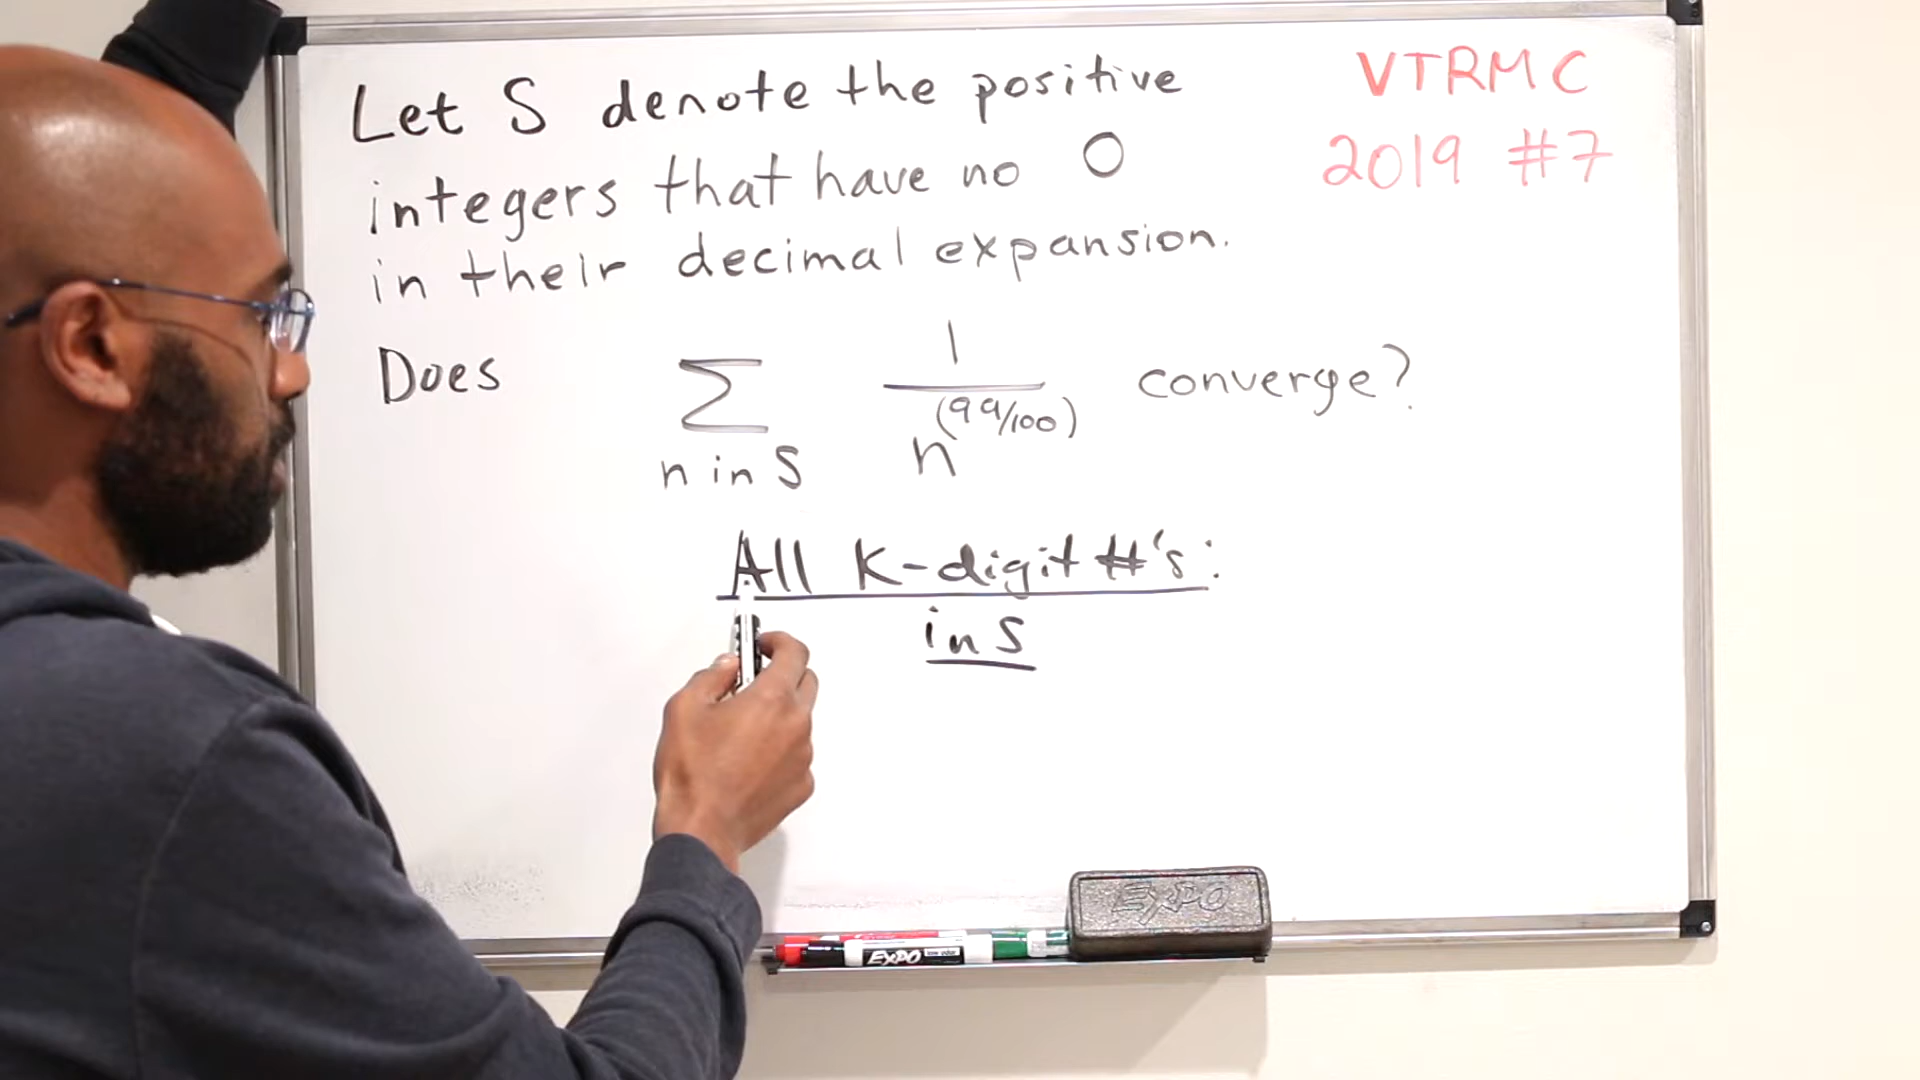 Let S denote the positive
integers that have no 0
in their decimal expansion.
Does Σ n in S 1 / n^(99/100) converge?
VTRMC
2019 #7
All K-digit #'s:
in S
EXPO
EXPO